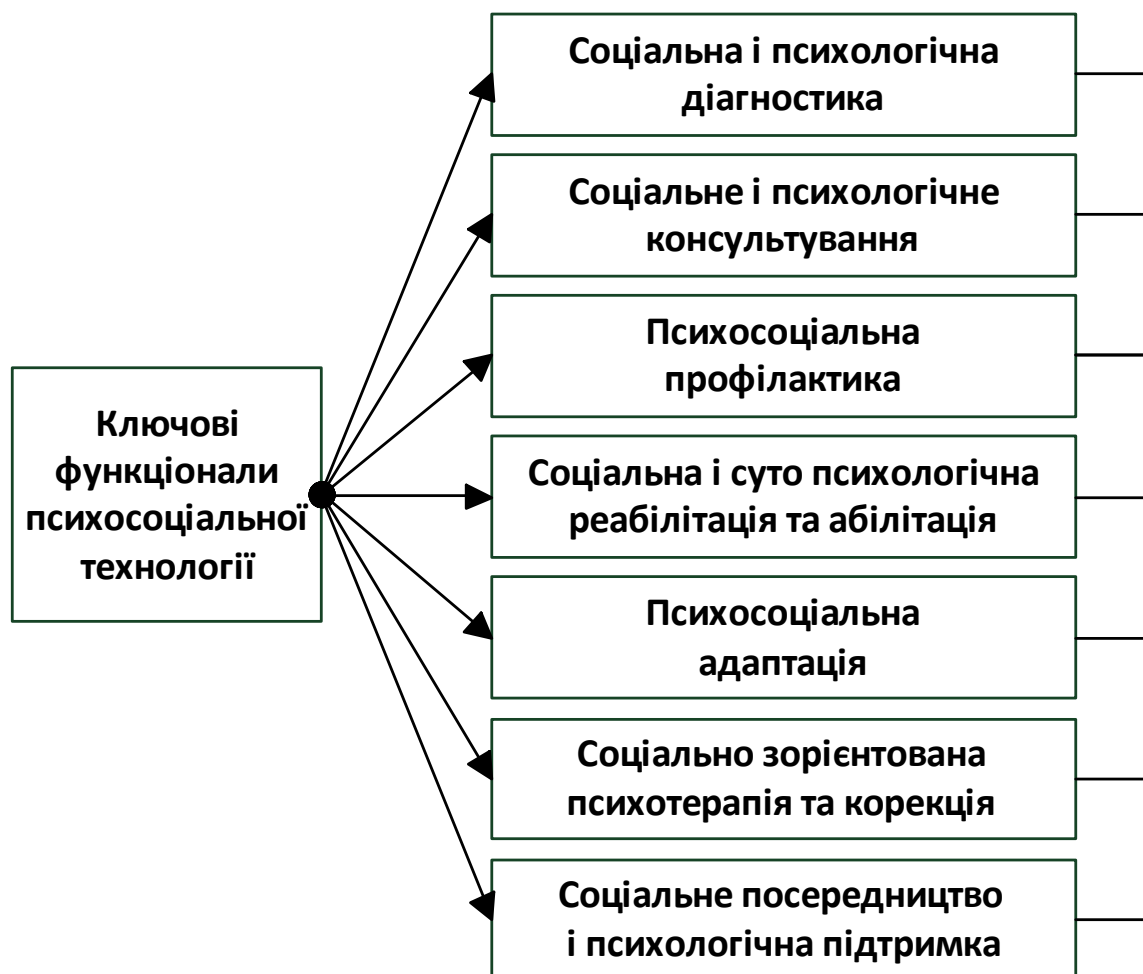 Ключові
функціонали
психосоціальної
технології
Соціальна і психологічна
діагностика
Соціальне і психологічне
консультування
Психосоціальна
профілактика
Соціальна і суто психологічна
реабілітація та абілітація
Психосоціальна
адаптація
Соціально зорієнтована
психотерапія та корекція
Соціальне посередництво
і психологічна підтримка